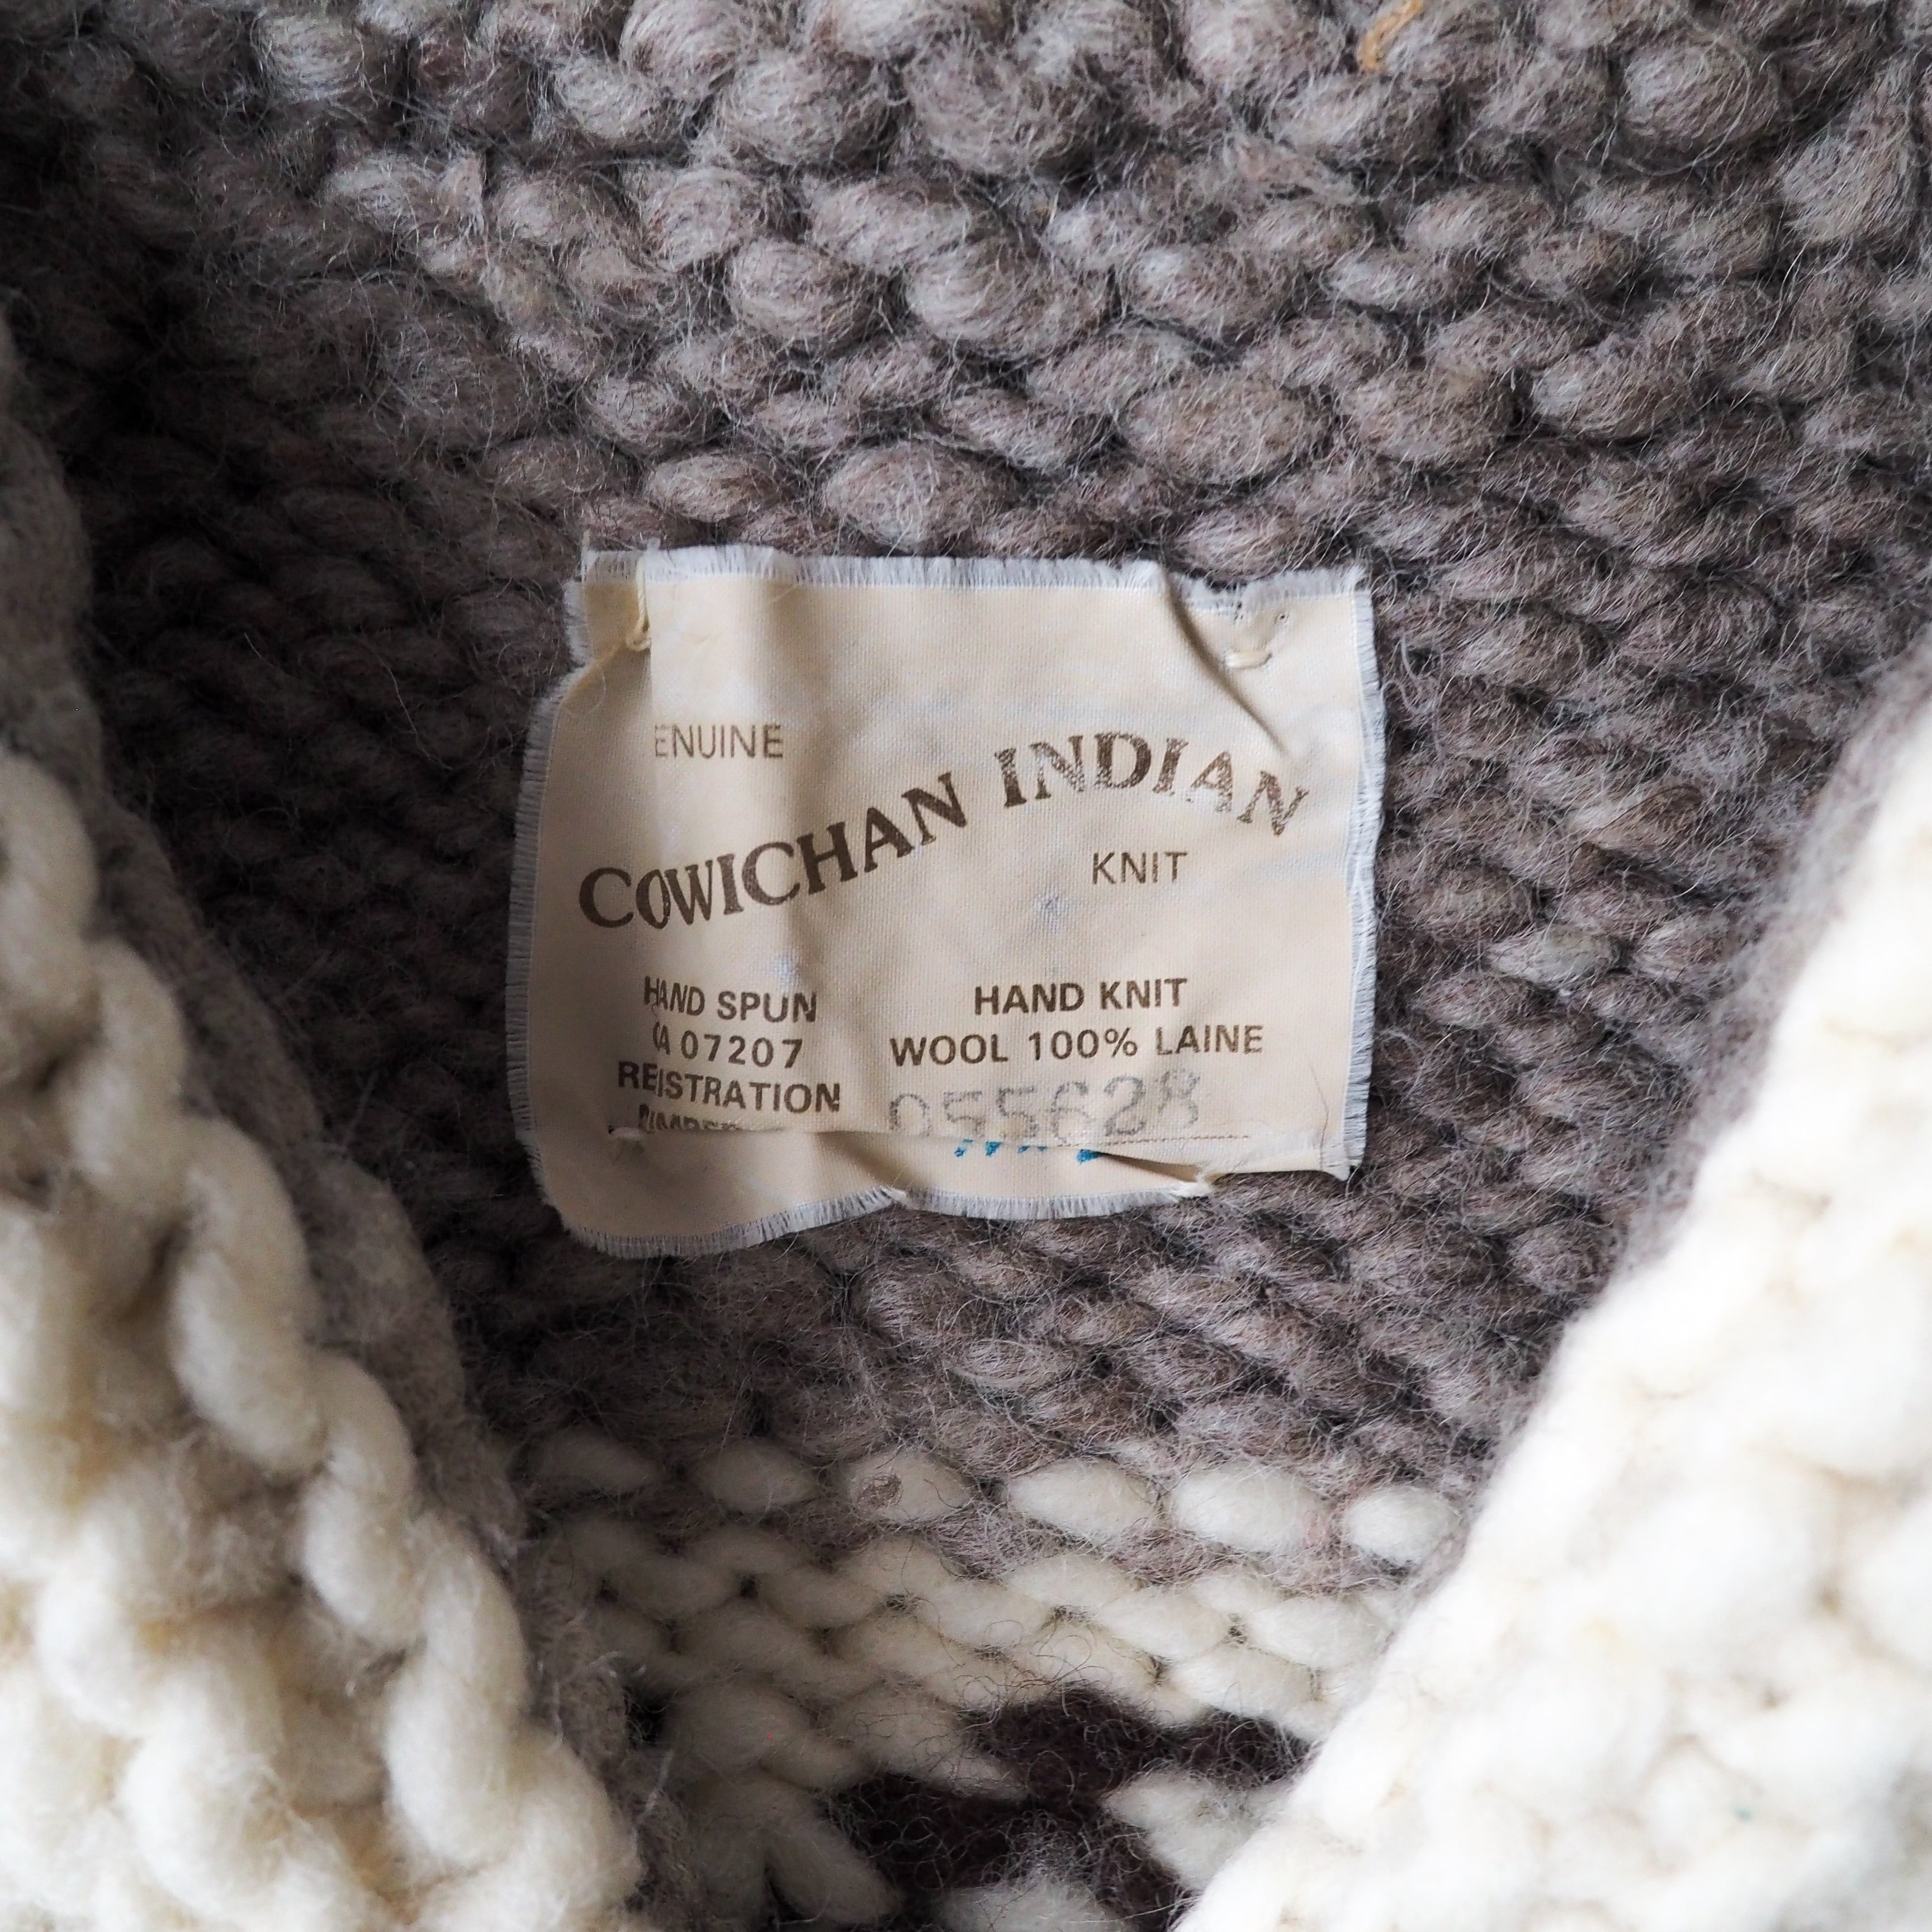 ENUINE
COWICHAN INDIAN
KNIT
HAND SPUN
CA 07207
REISTRATION
HAND KNIT
WOOL 100% LAINE
055628